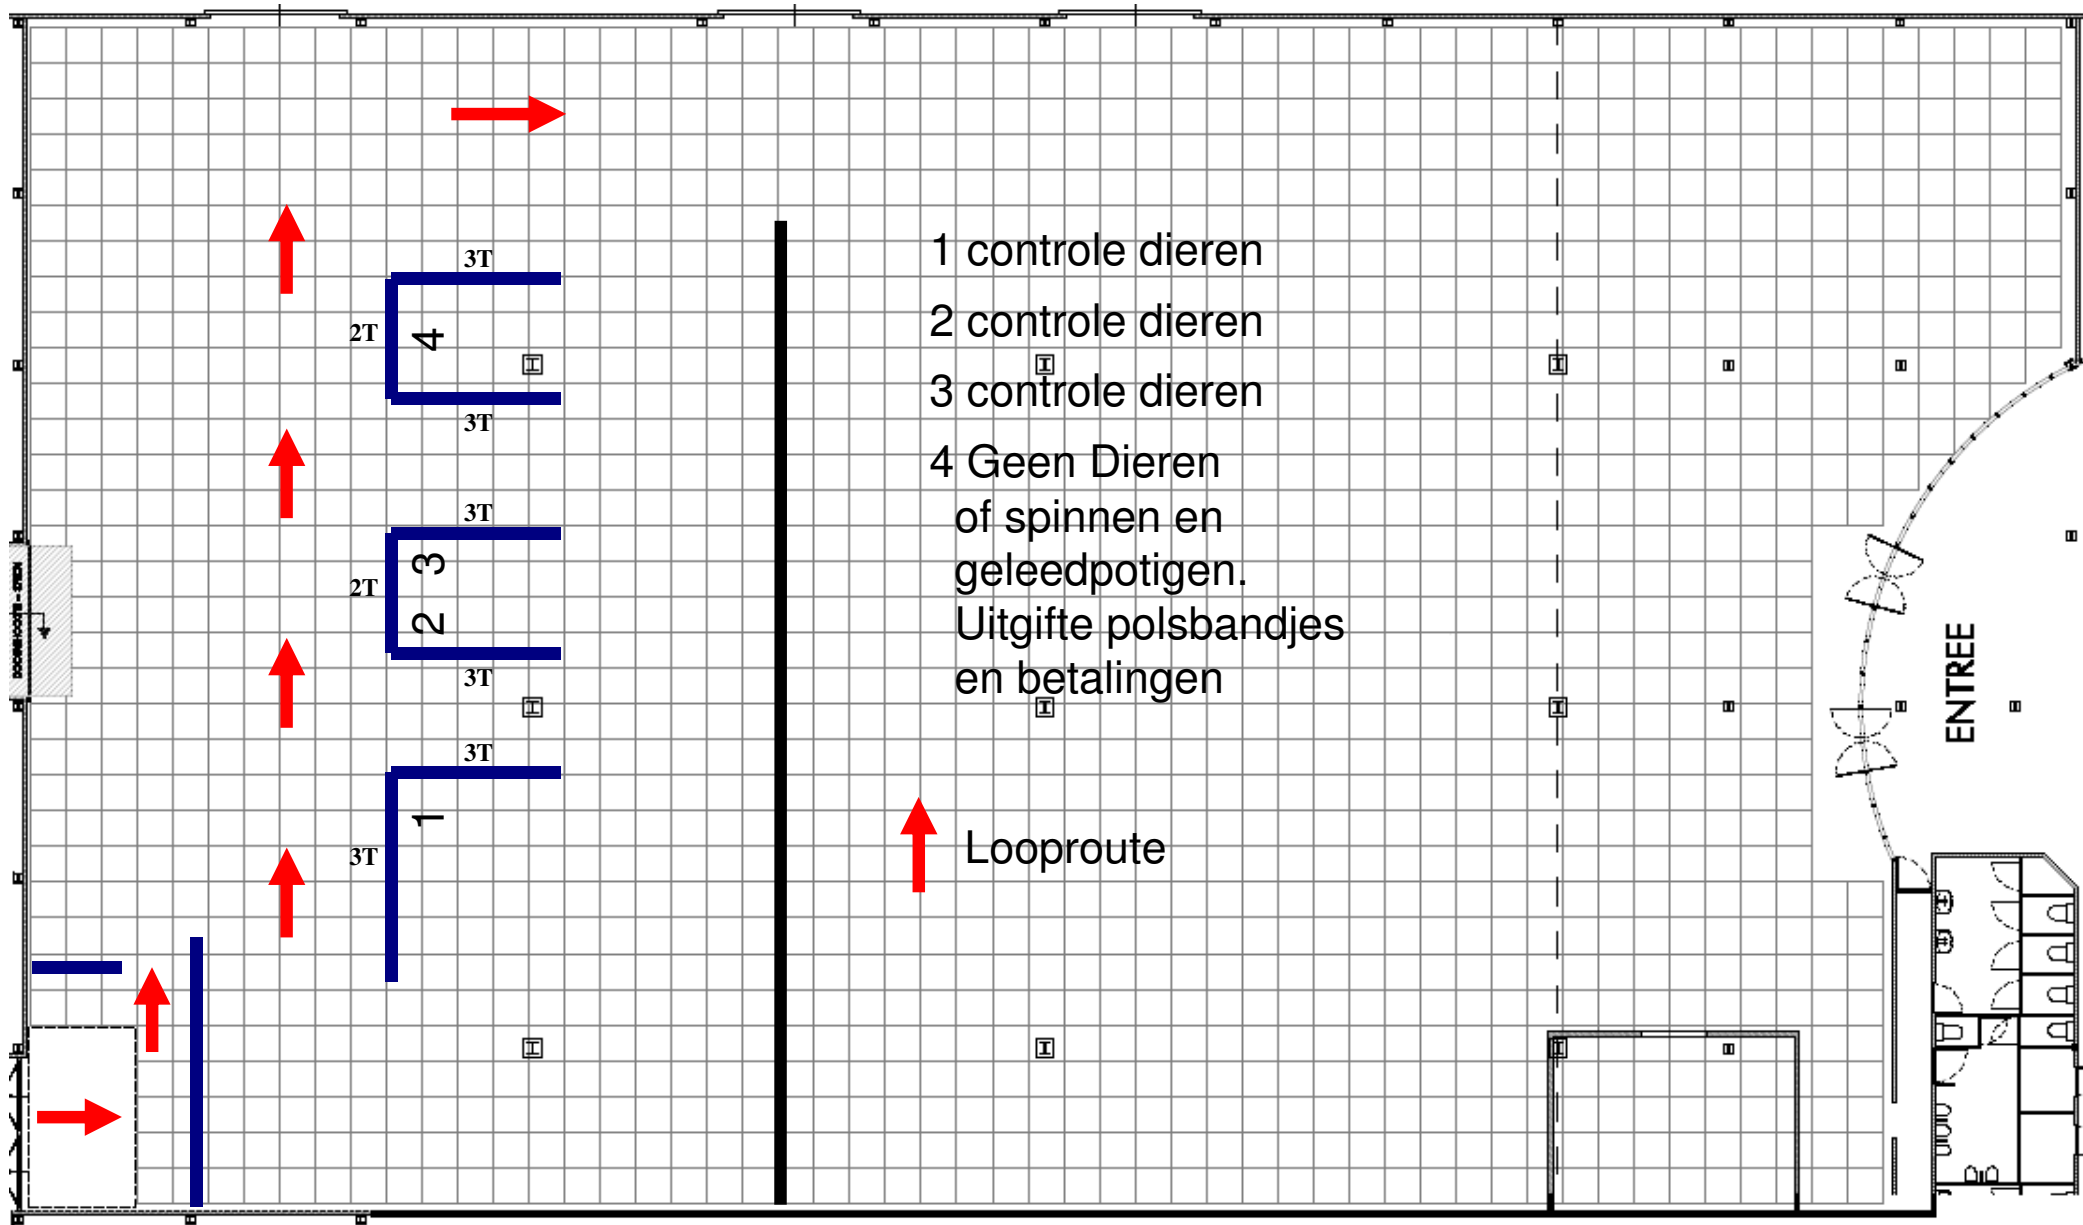 3T
2T
4
3T
3T
2T
3
2
3T
3T
3T
1
1 controle dieren
2 controle dieren
3 controle dieren
4 Geen Dieren
of spinnen en
geleedpotigen.
Uitgifte polsbandjes
en betalingen
Looproute
ENTREE